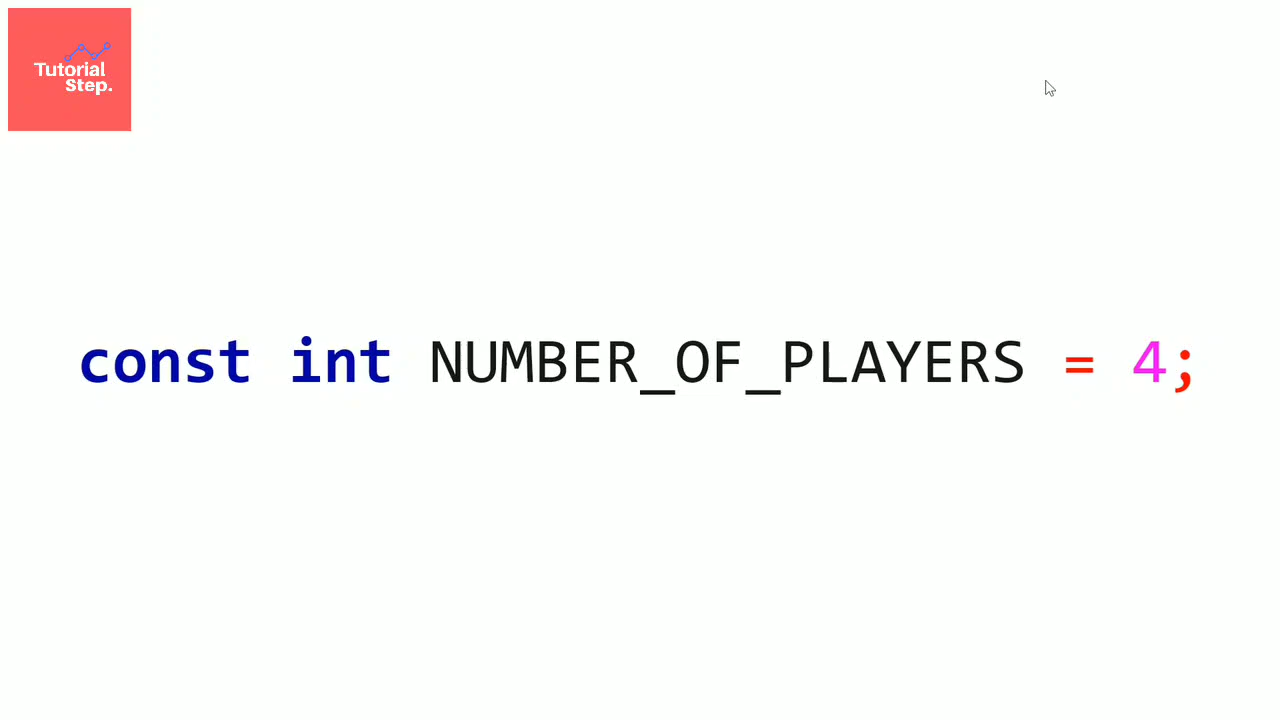 Tutorial
Step.
const int NUMBER_OF_PLAYERS = 4;